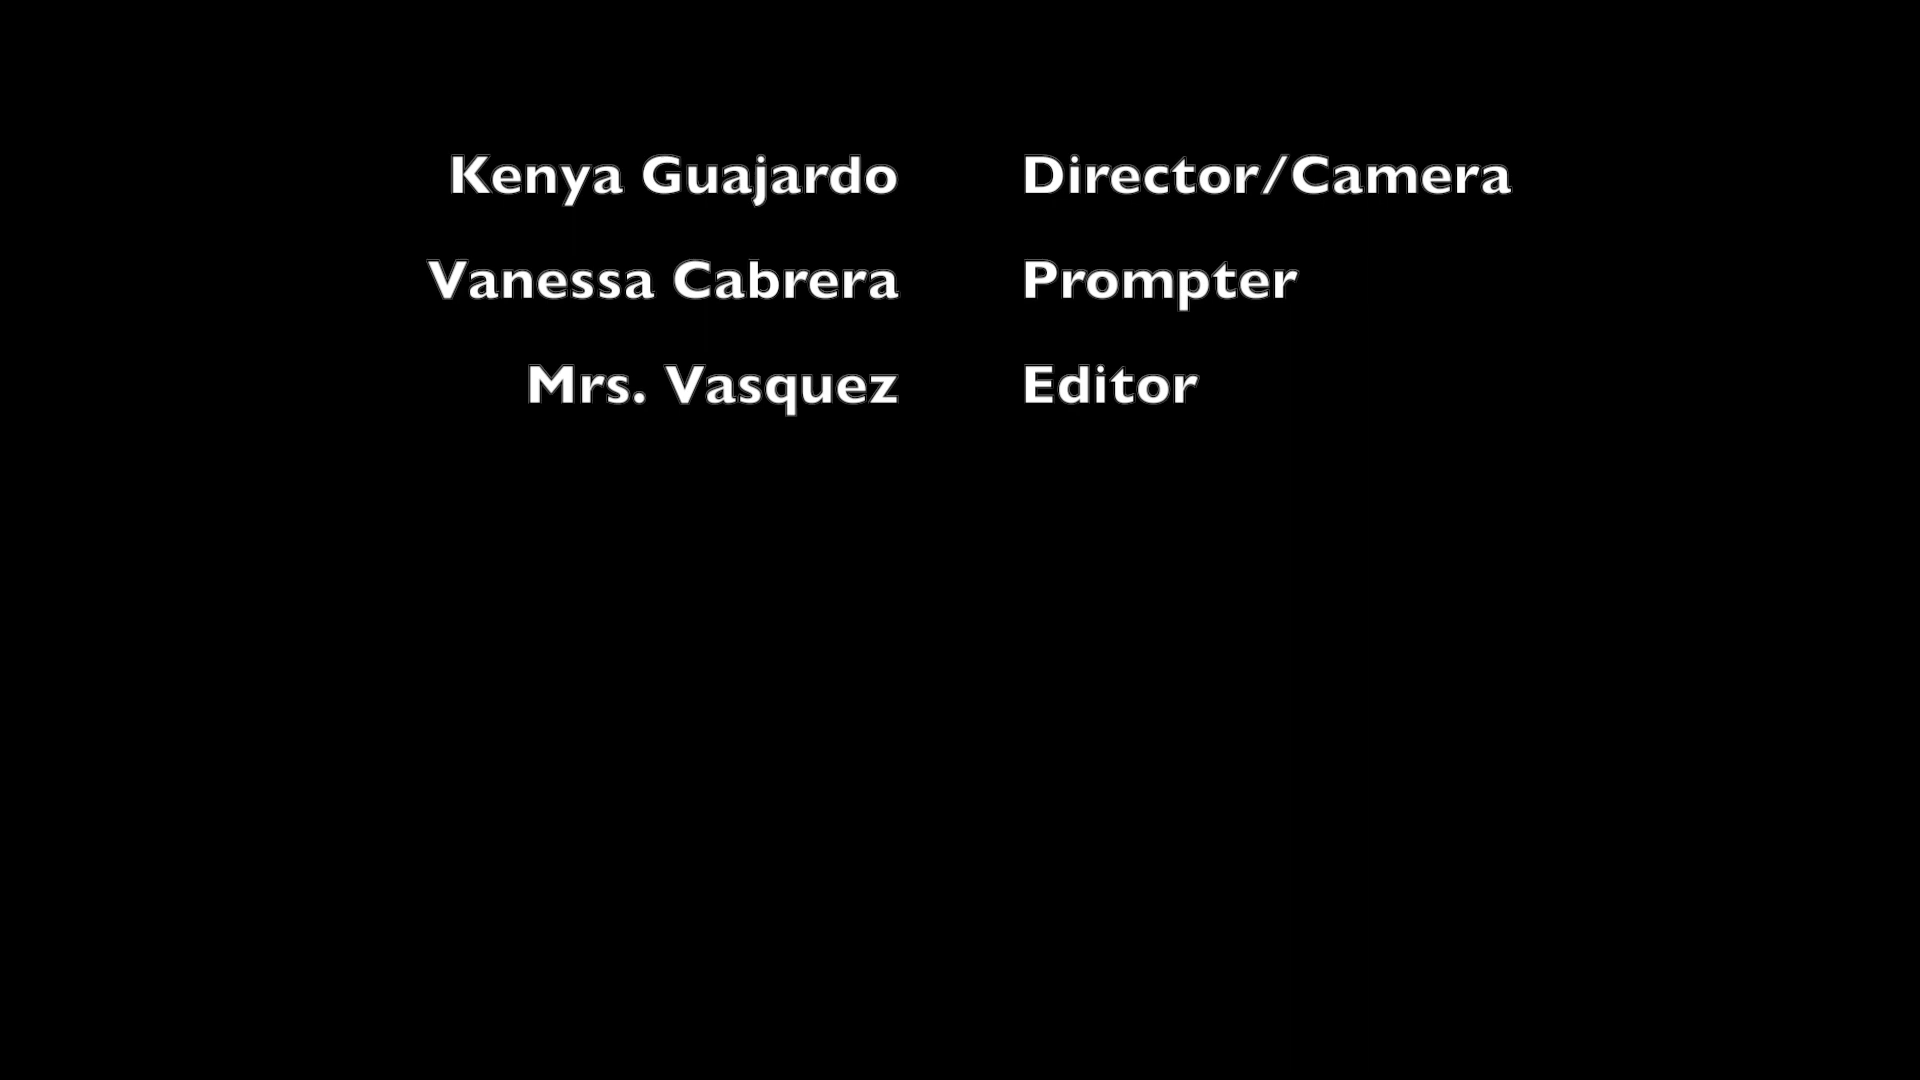 Kenya Guajardo Director/Camera
Vanessa Cabrera Prompter
Mrs. Vasquez Editor